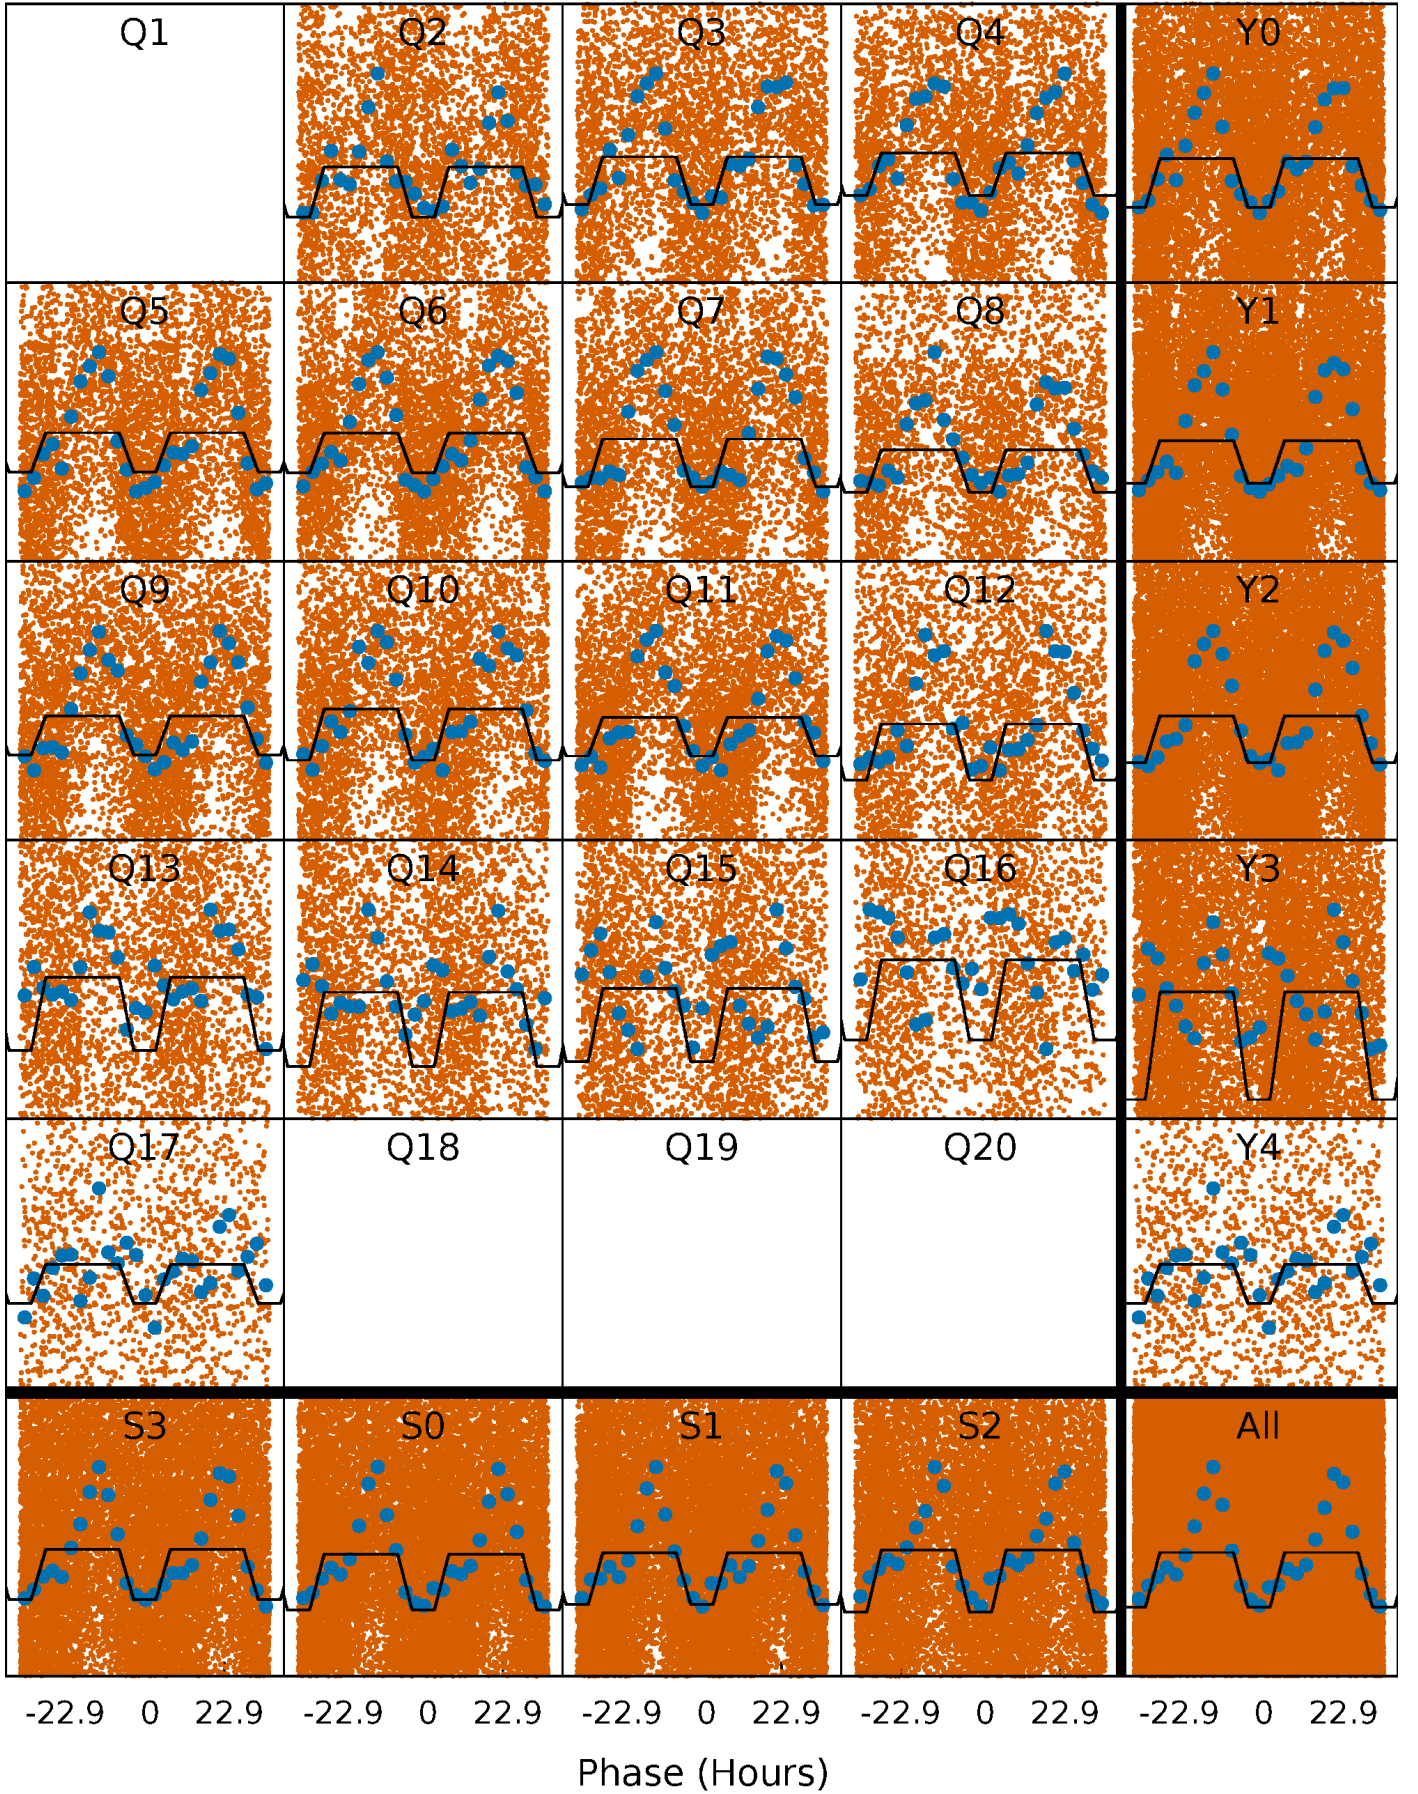 Q1 Q2 Q3 Q4 Y0
Q5 Q6 Q7 Q8 Y1
Q9 Q10 Q11 Q12 Y2
Q13 Q14 Q15 Q16 Y3
Q17 Q18 Q19 Q20 Y4
S3 S0 S1 S2 All
-22.9 0 22.9 -22.9 0 22.9 -22.9 0 22.9 -22.9 0 22.9 -22.9 0 22.9
Phase (Hours)